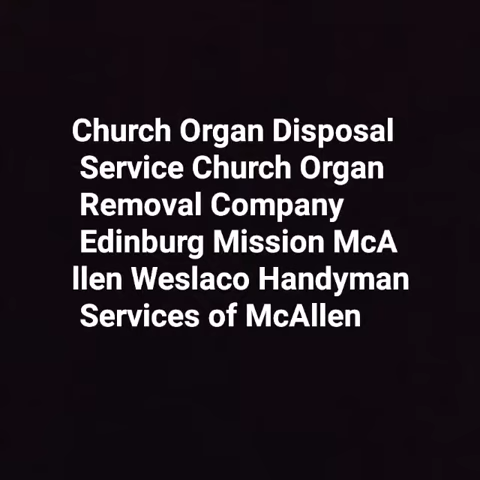 Church Organ Disposal
Service Church Organ
Removal Company
Edinburg Mission McA
llen Weslaco Handyman
Services of McAllen